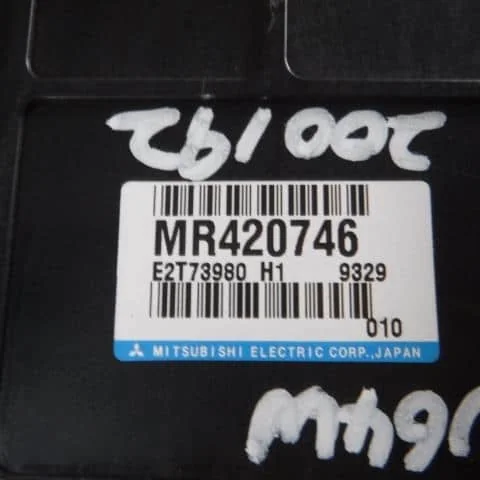 MR420746
E2T73980 H1 9329
010
MITSUBISHI ELECTRIC CORP.,JAPAN